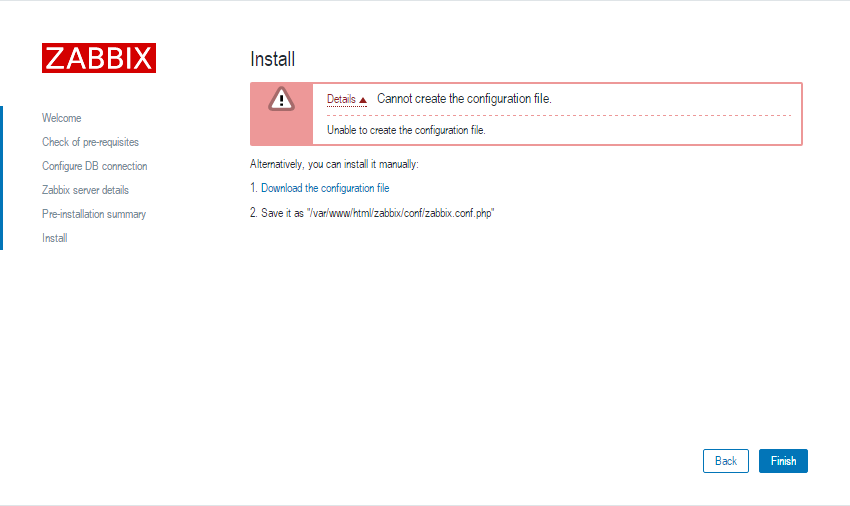 ZABBIX
Install
Details Cannot create the configuration file.
Unable to create the configuration file.
Welcome
Check of pre-requisites
Configure DB connection
Zabbix server details
Pre-installation summary
Install
Alternatively, you can install it manually:
1. Download the configuration file
2. Save it as "/var/www/html/zabbix/conf/zabbix.conf.php"
Back
Finish